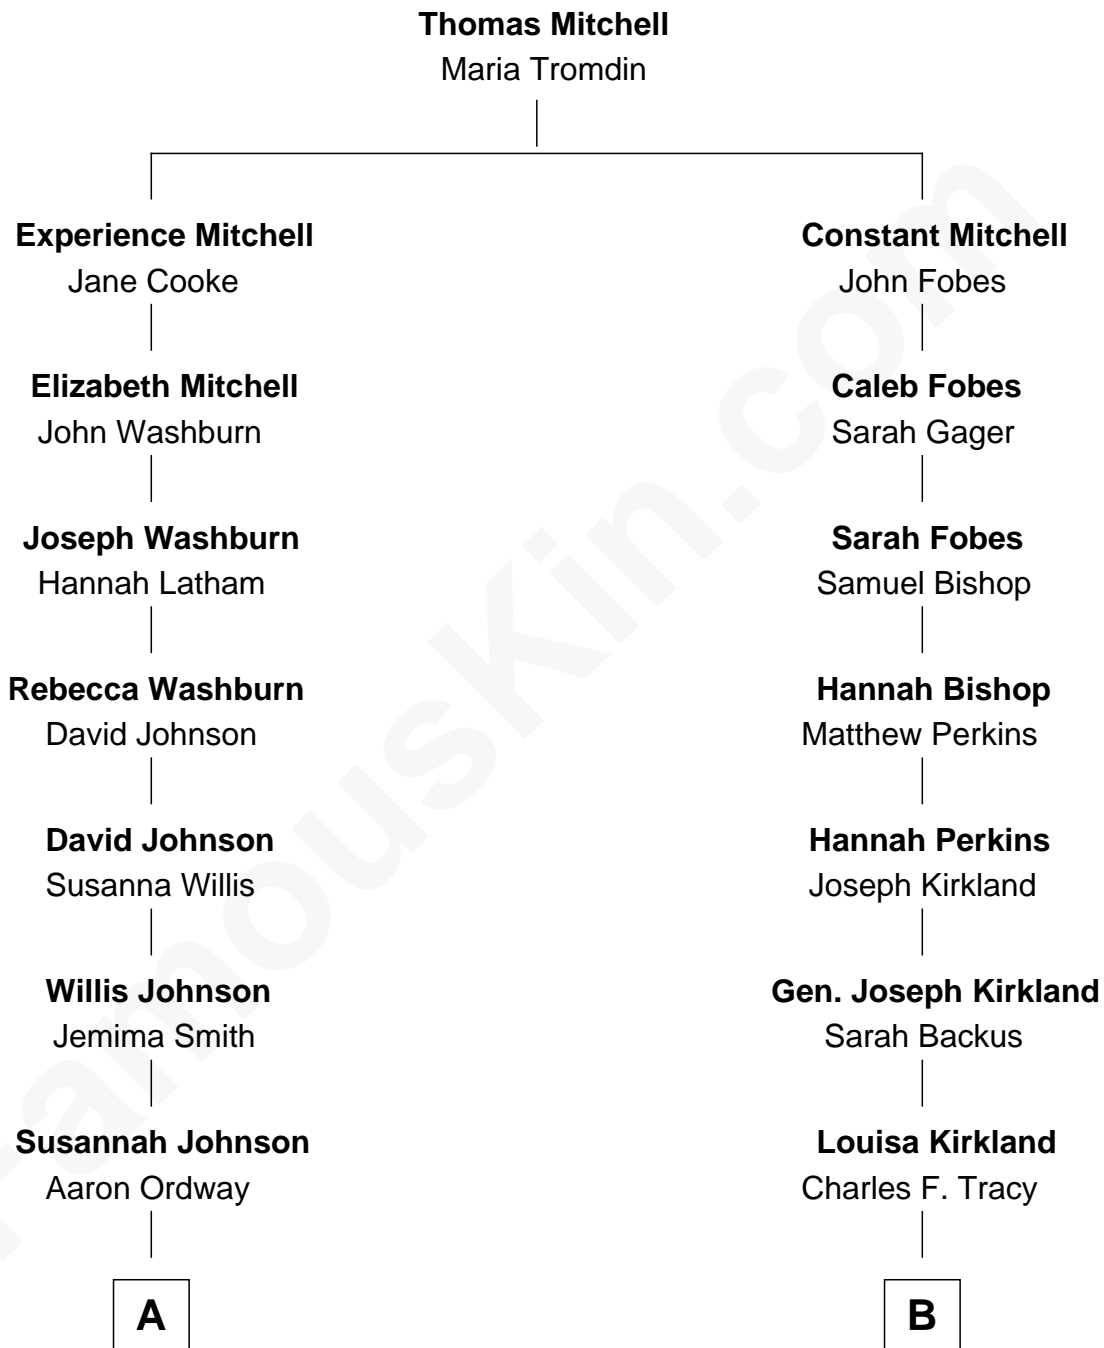 Thomas Mitchell
Maria Tromdin
Experience Mitchell
Jane Cooke
Constant Mitchell
John Fobes
Elizabeth Mitchell
John Washburn
Caleb Fobes
Sarah Gager
Joseph Washburn
Hannah Latham
Sarah Fobes
Samuel Bishop
Rebecca Washburn
David Johnson
Hannah Bishop
Matthew Perkins
David Johnson
Susanna Willis
Hannah Perkins
Joseph Kirkland
Willis Johnson
Jemima Smith
Gen. Joseph Kirkland
Sarah Backus
Susannah Johnson
Aaron Ordway
Louisa Kirkland
Charles F. Tracy
A
B
FamousKin.com